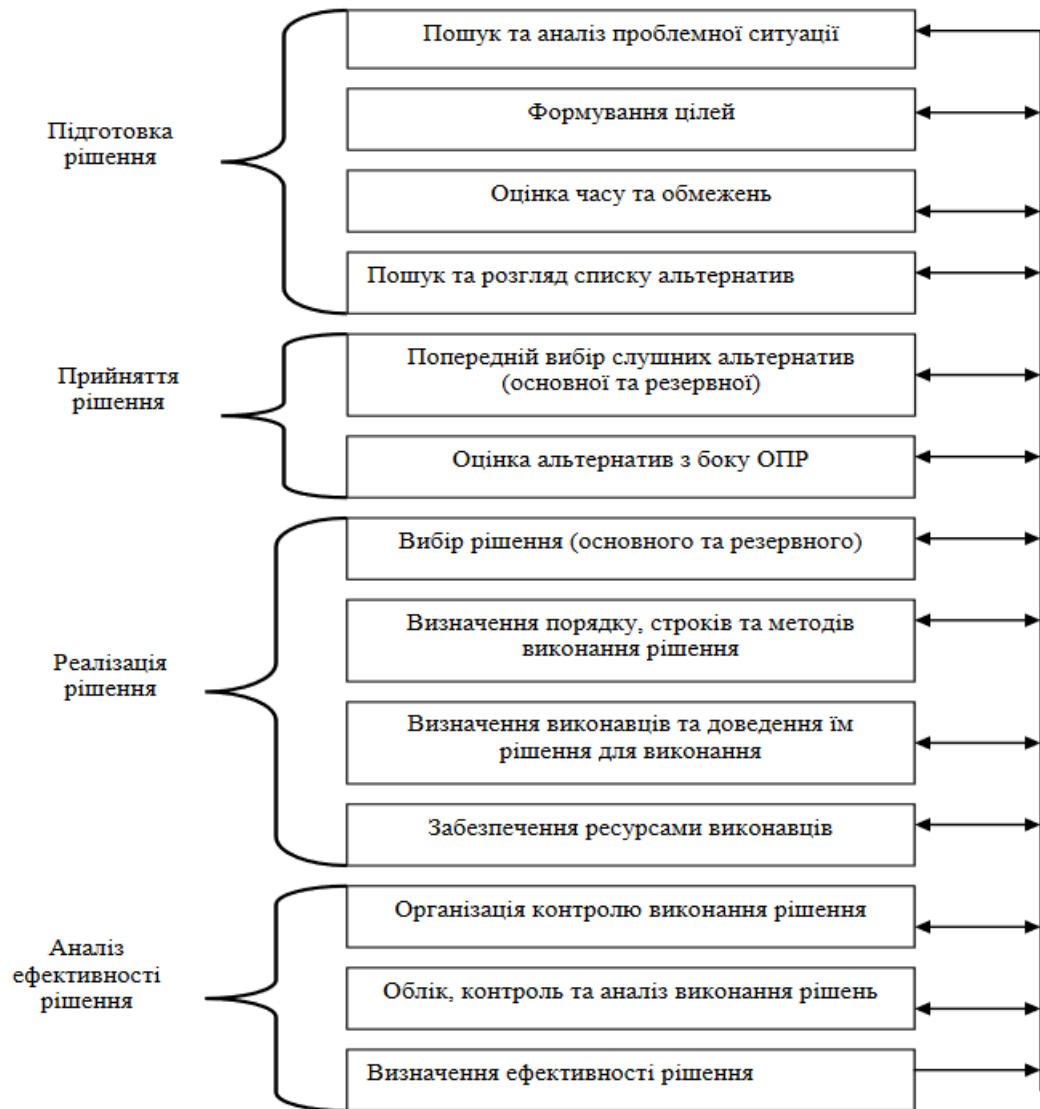 Підготовка
рішення
Пошук та аналіз проблемної ситуації
Формування цілей
Оцінка часу та обмежень
Пошук та розгляд списку альтернатив
Прийняття
рішення
Попередній вибір слушних альтернатив
(основної та резервної)
Оцінка альтернатив з боку ОПР
Реалізація
рішення
Вибір рішення (основного та резервного)
Визначення порядку, строків та методів
виконання рішення
Визначення виконавців та доведення їм
рішення для виконання
Забезпечення ресурсами виконавців
Аналіз
ефективності
рішення
Організація контролю виконання рішення
Облік, контроль та аналіз виконання рішень
Визначення ефективності рішення